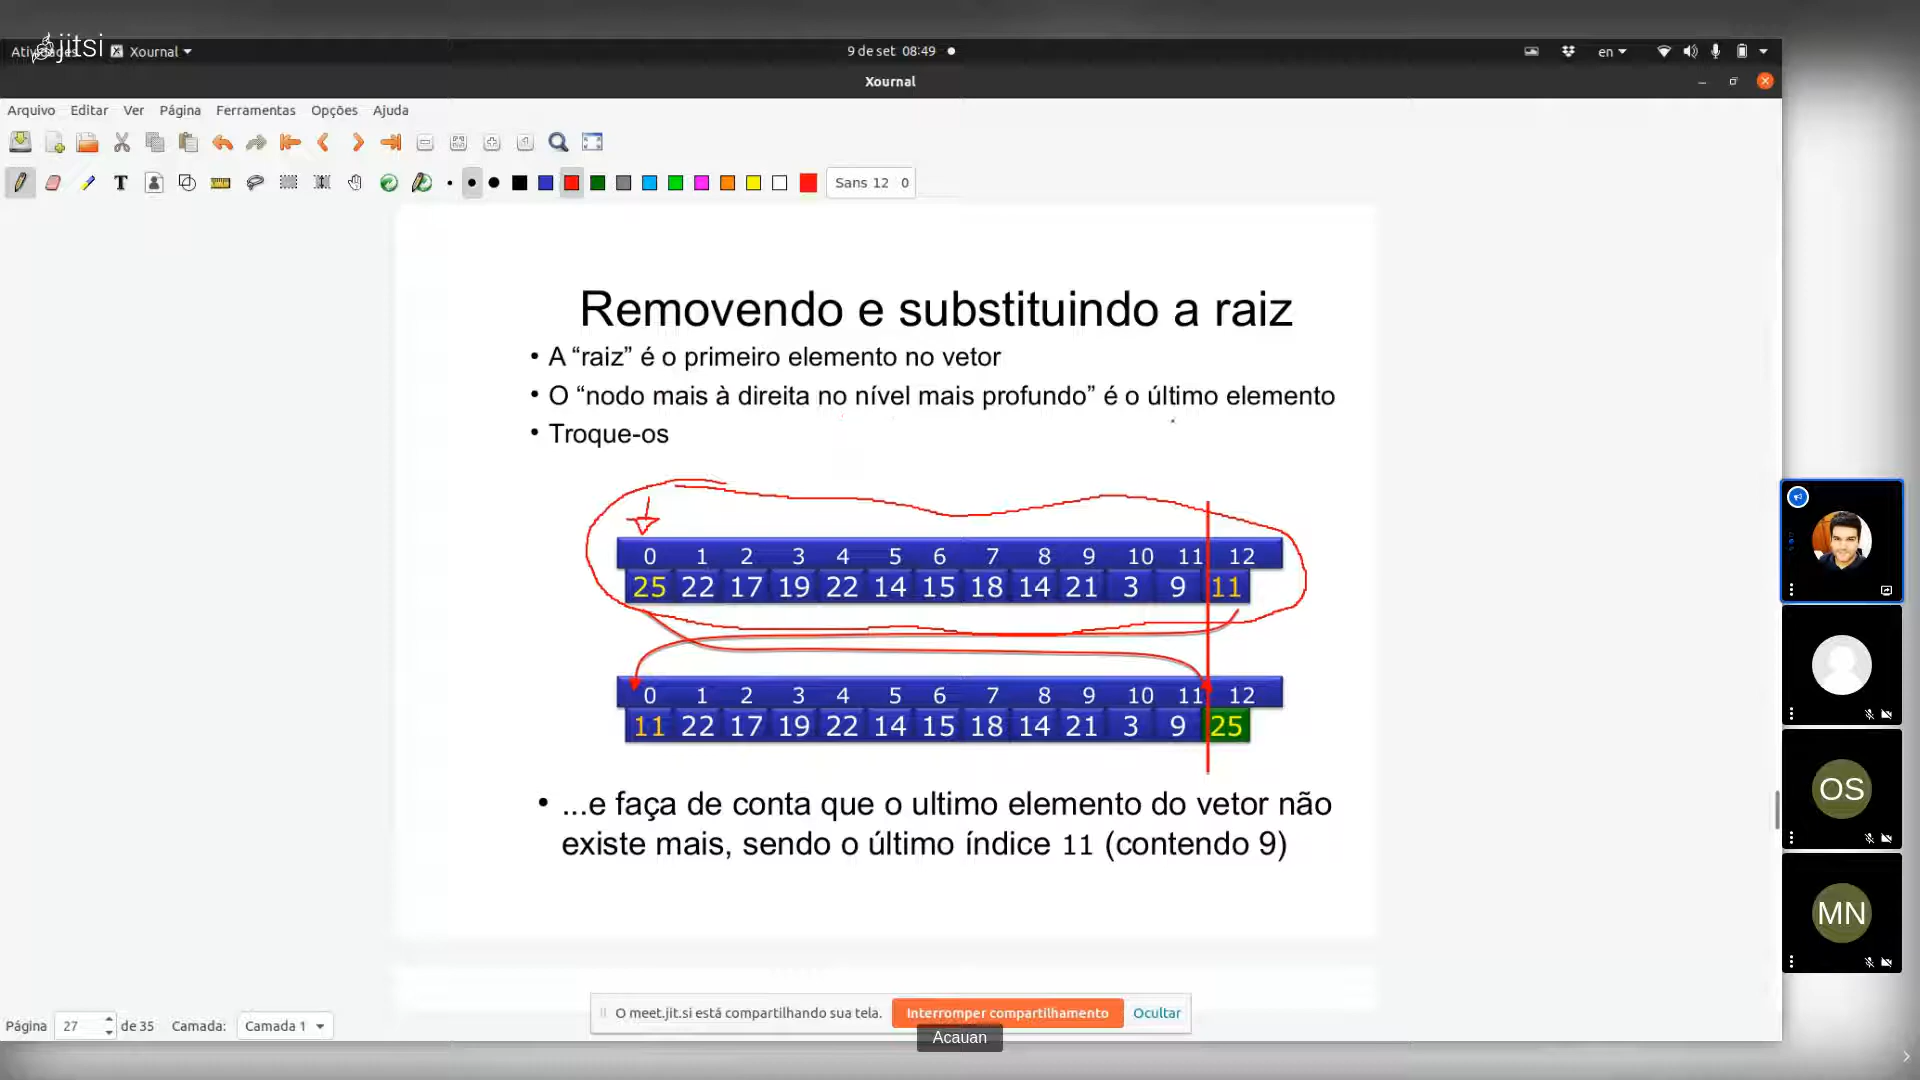 jitsi
Xournal
9 de set 08:49
en
Xournal
Arquivo Editar Ver Página Ferramentas Opções Ajuda
Sans 12 0
Removendo e substituindo a raiz
• A “raiz” é o primeiro elemento no vetor
• O “nodo mais à direita no nível mais profundo” é o último elemento
• Troque-os
0 1 2 3 4 5 6 7 8 9 10 11 12
25 22 17 19 22 14 15 18 14 21 3 9 11
0 1 2 3 4 5 6 7 8 9 10 11 12
11 22 17 19 22 14 15 18 14 21 3 9 25
• ...e faça de conta que o ultimo elemento do vetor não
existe mais, sendo o último índice 11 (contendo 9)
OS
MN
O meet.jit.si está compartilhando sua tela. Interromper compartilhamento Ocultar
Página 27 de 35 Camada: Camada 1
Acauan